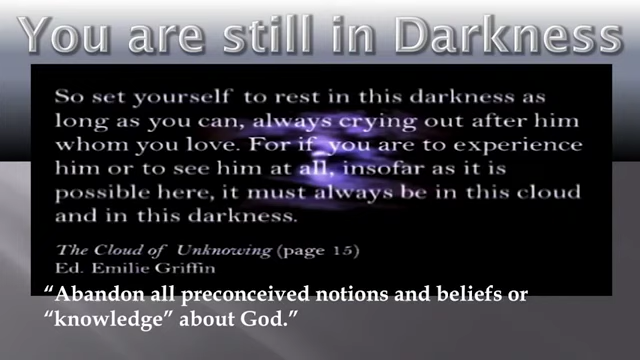 You are still in Darkness
So set yourself to rest in this darkness as
long as you can, always crying out after him
whom you love. For if you are to experience
him or to see him at all, insofar as it is
possible here, it must always be in this cloud
and in this darkness.
The Cloud of Unknowing (page 15)
Ed. Emilie Griffin
“Abandon all preconceived notions and beliefs or
“knowledge” about God.”